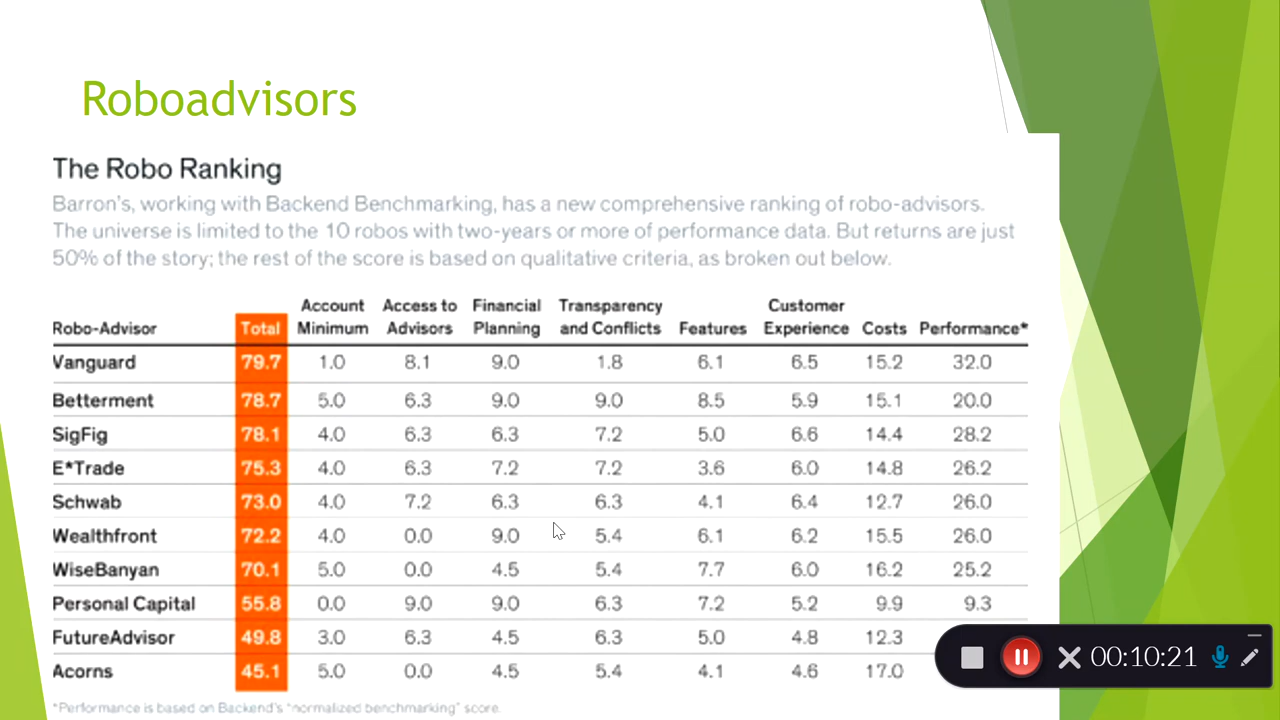 Roboadvisors
The Robo Ranking
Barron's, working with Backend Benchmarking, has a new comprehensive ranking of robo-advisors.
The universe is limited to the 10 robos with two-years or more of performance data. But returns are just
50% of the story; the rest of the score is based on qualitative criteria, as broken out below.
Account Access to Financial Transparency Customer
Robo-Advisor Total Minimum Advisors Planning and Conflicts Features Experience Costs Performance*
Vanguard 79.7 1.0 8.1 9.0 1.8 6.1 6.5 15.2 32.0
Betterment 78.7 5.0 6.3 9.0 9.0 8.5 5.9 15.1 20.0
SigFig 78.1 4.0 6.3 6.3 7.2 5.0 6.6 14.4 28.2
E*Trade 75.3 4.0 6.3 7.2 7.2 3.6 6.0 14.8 26.2
Schwab 73.0 4.0 7.2 6.3 6.3 4.1 6.4 12.7 26.0
Wealthfront 72.2 4.0 0.0 9.0 5.4 6.1 6.2 15.5 26.0
WiseBanyan 70.1 5.0 0.0 4.5 5.4 7.7 6.0 16.2 25.2
Personal Capital 55.8 0.0 9.0 9.0 6.3 7.2 5.2 9.9 9.3
FutureAdvisor 49.8 3.0 6.3 4.5 6.3 5.0 4.8 12.3
Acorns 45.1 5.0 0.0 4.5 5.4 4.1 4.6 17.0
00:10:21
*Performance is based on Backend's "normalized benchmarking" score.